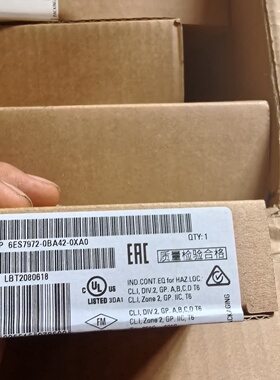 P 6ES7972-0BA42-0XA0
QTY: 1
EAC
质量检验合格
LBT2080618
c UL us
LISTED 3DA1
IND.CONT.EQ.for HAZ.LOC.:
CL.I, DIV.2, GP. A,B,C,D T6
CL.I, Zone 2, GP. IIC, T6
FM
CL.I, DIV.2, GP. A,B,C,D T6
CL.I, Zone 2, GP. IIC, T6